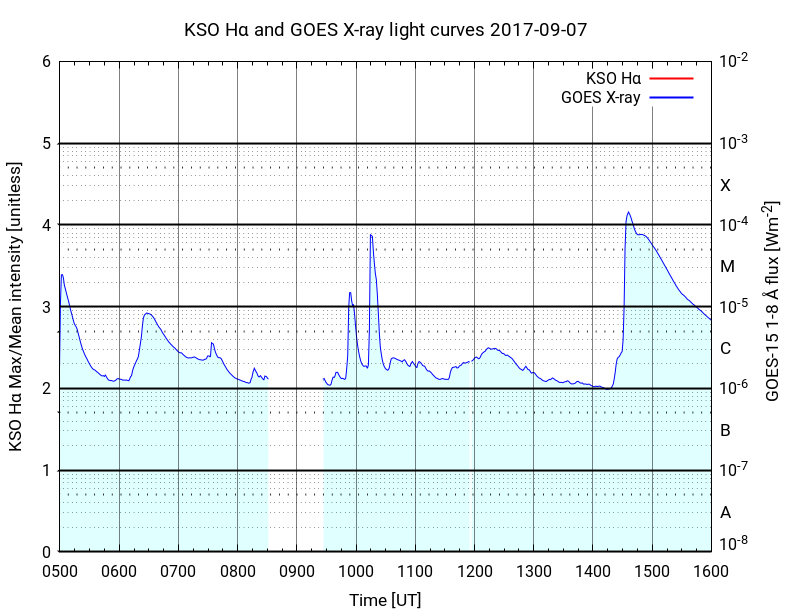 KSO Hα and GOES X-ray light curves 2017-09-07
KSO Hα
GOES X-ray
KSO Hα Max/Mean intensity [unitless]
6
5
4
3
2
1
0
10-2
10-3
X
10-4
M
10-5
C
10-6
B
10-7
A
10-8
GOES-15 1-8 Å flux [Wm-2]
0500 0600 0700 0800 0900 1000 1100 1200 1300 1400 1500 1600
Time [UT]